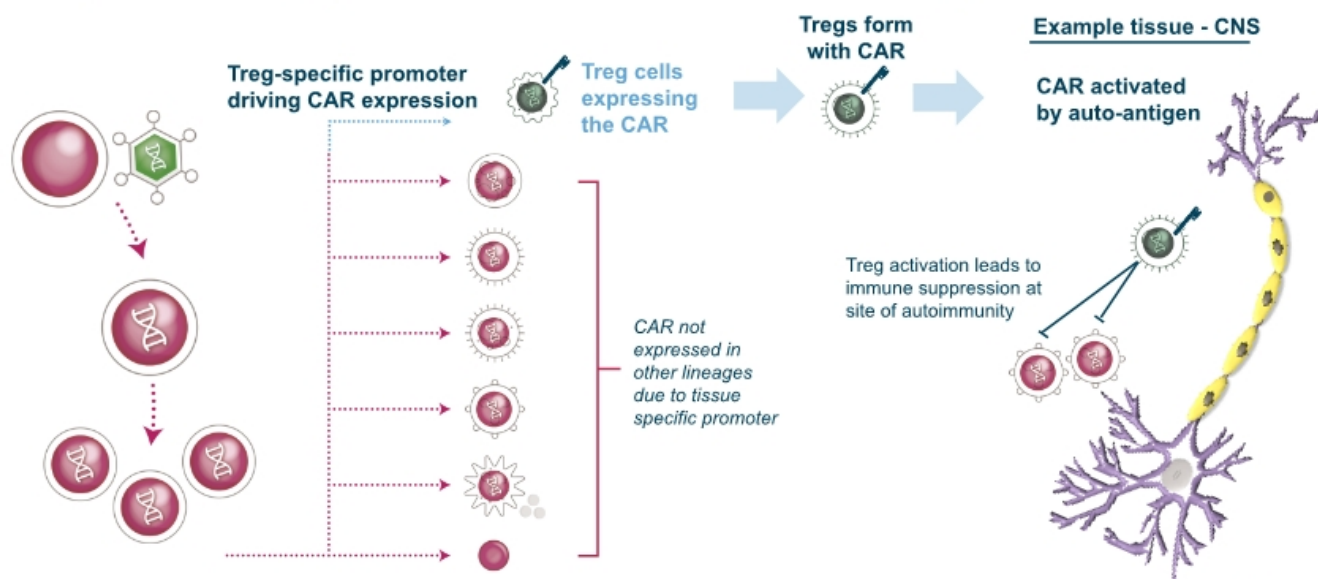 Treg-specific promoter
driving CAR expression
Treg cells
expressing
the CAR
Tregs form
with CAR
Example tissue - CNS
CAR activated
by auto-antigen
CAR not
expressed in
other lineages
due to tissue
specific promoter
Treg activation leads to
immune suppression at
site of autoimmunity